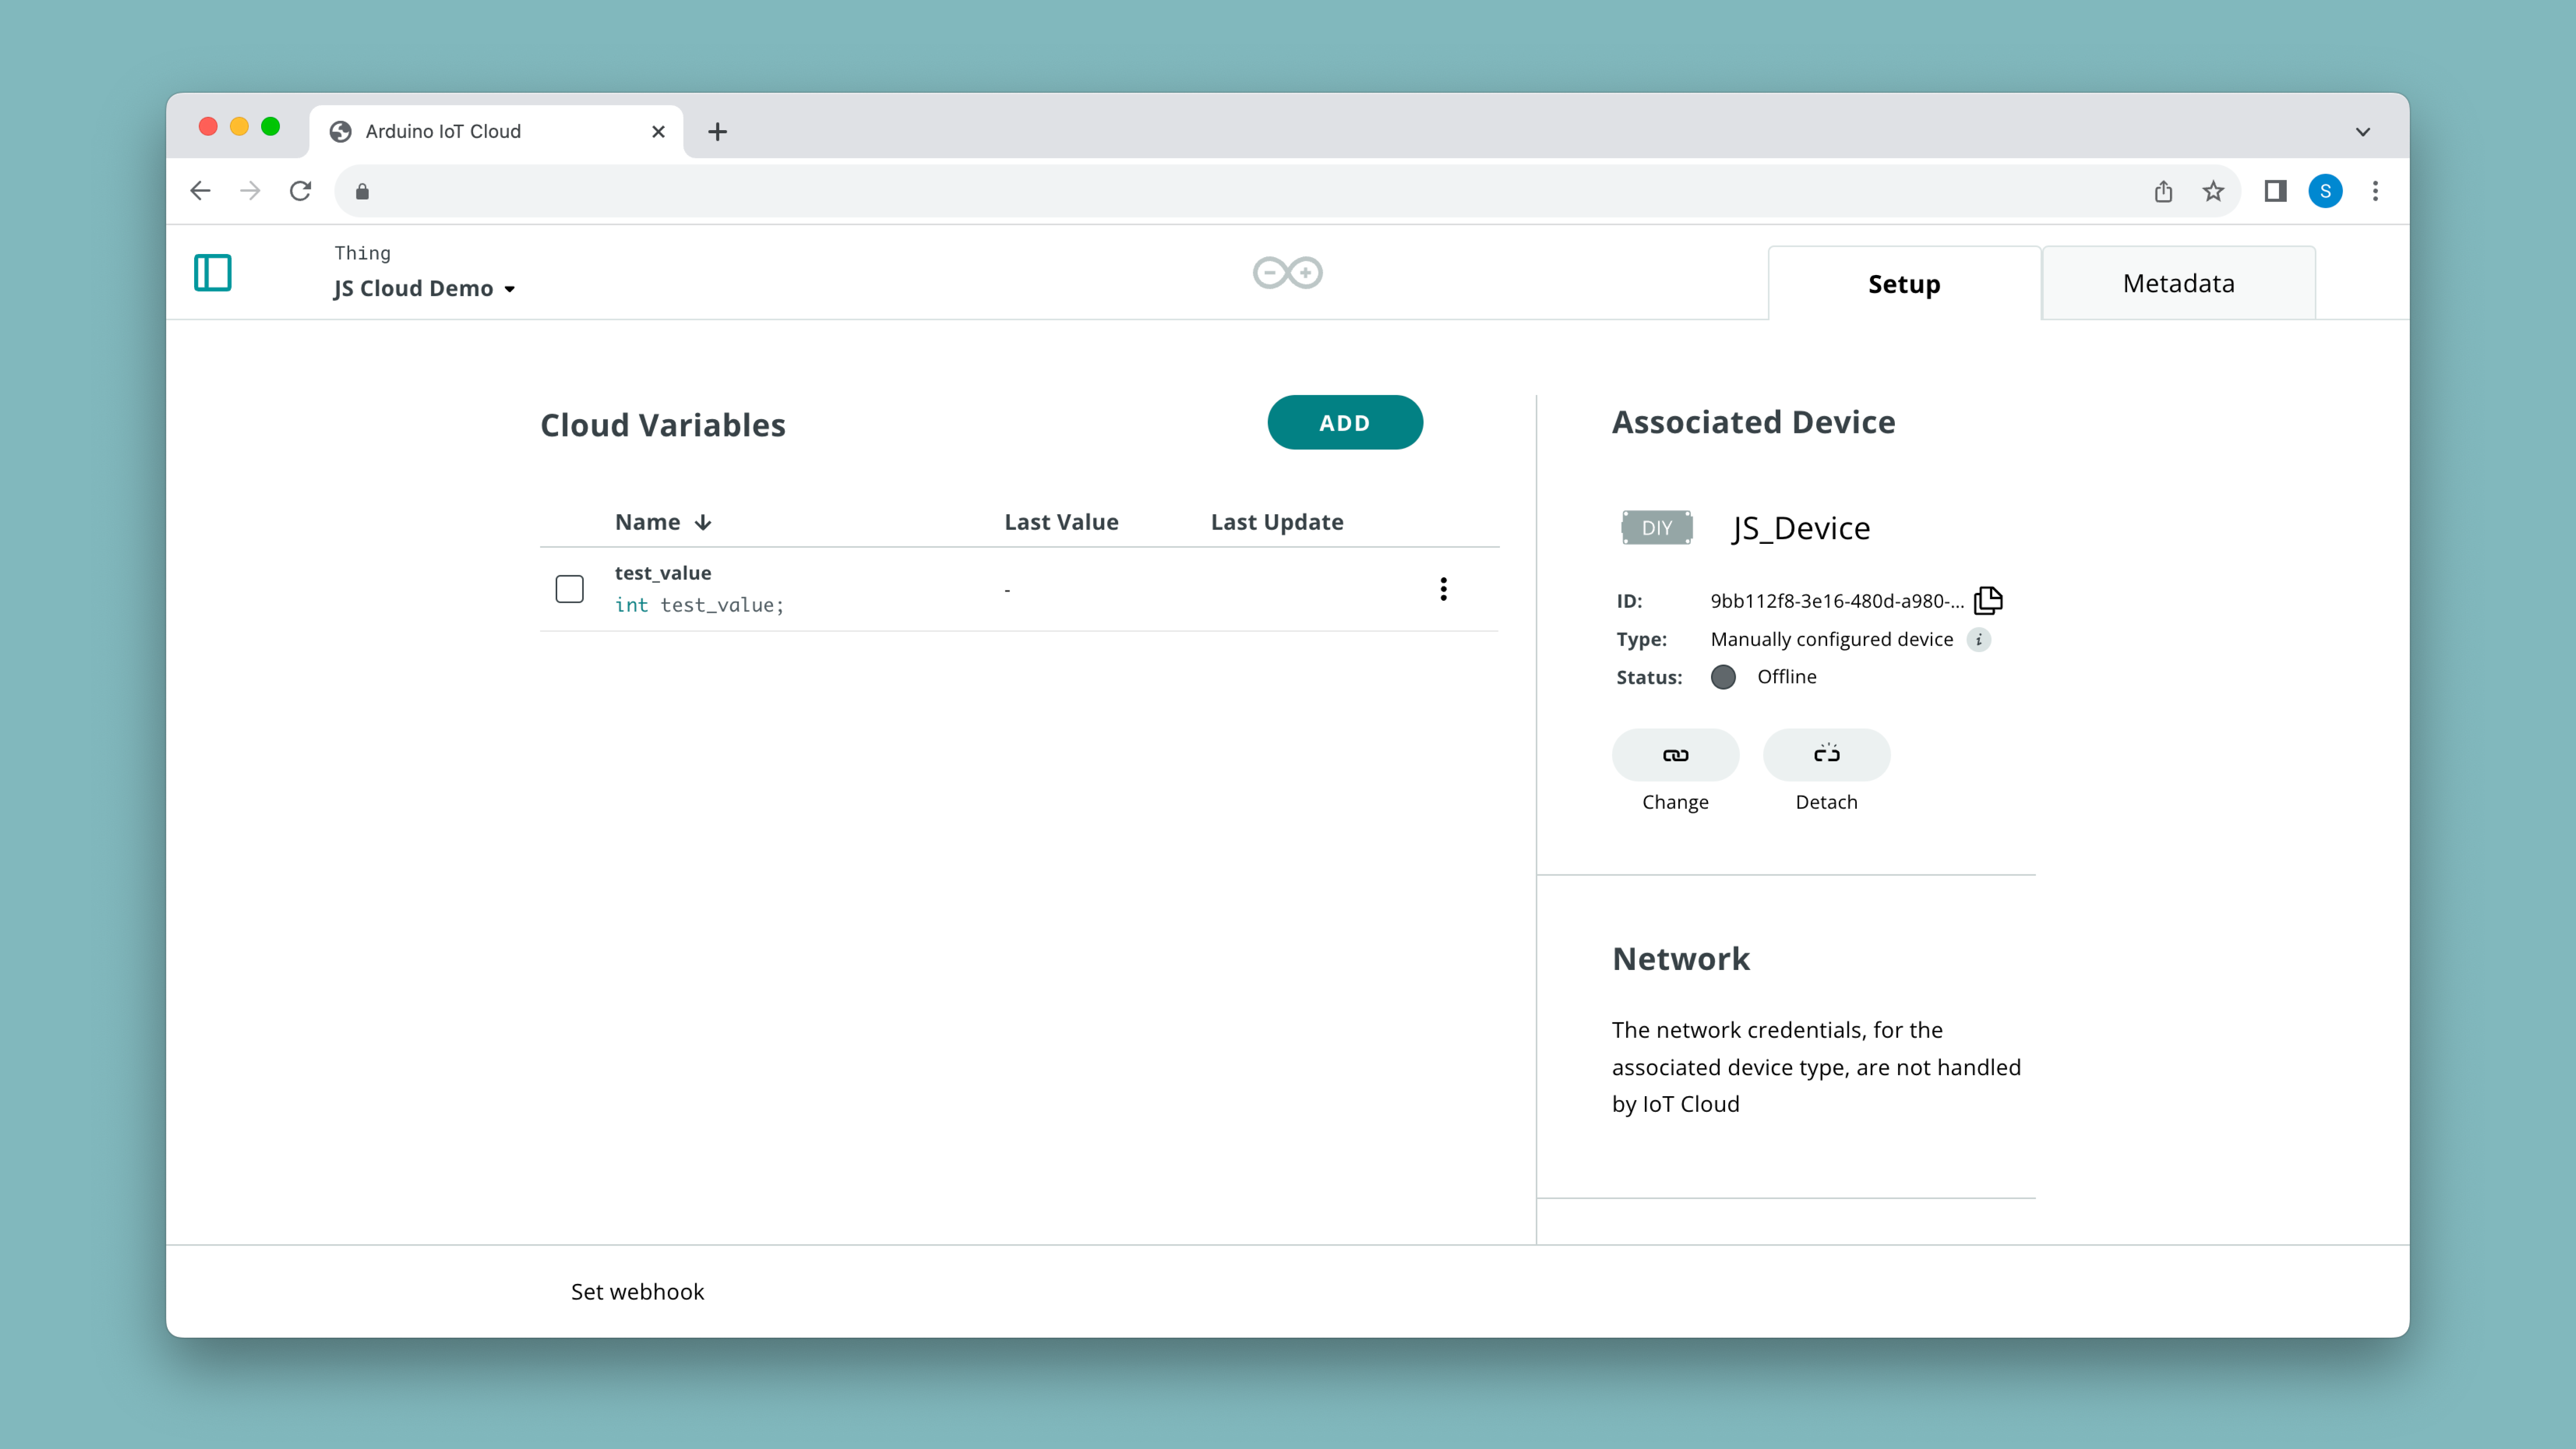 Arduino IoT Cloud
S
Thing
JS Cloud Demo
Setup
Metadata
Cloud Variables
ADD
Name
Last Value
Last Update
test_value
int test_value;
-
Associated Device
DIY
JS_Device
ID: 9bb112f8-3e16-480d-a980-...
Type: Manually configured device i
Status: Offline
Change
Detach
Network
The network credentials, for the
associated device type, are not handled
by IoT Cloud
Set webhook